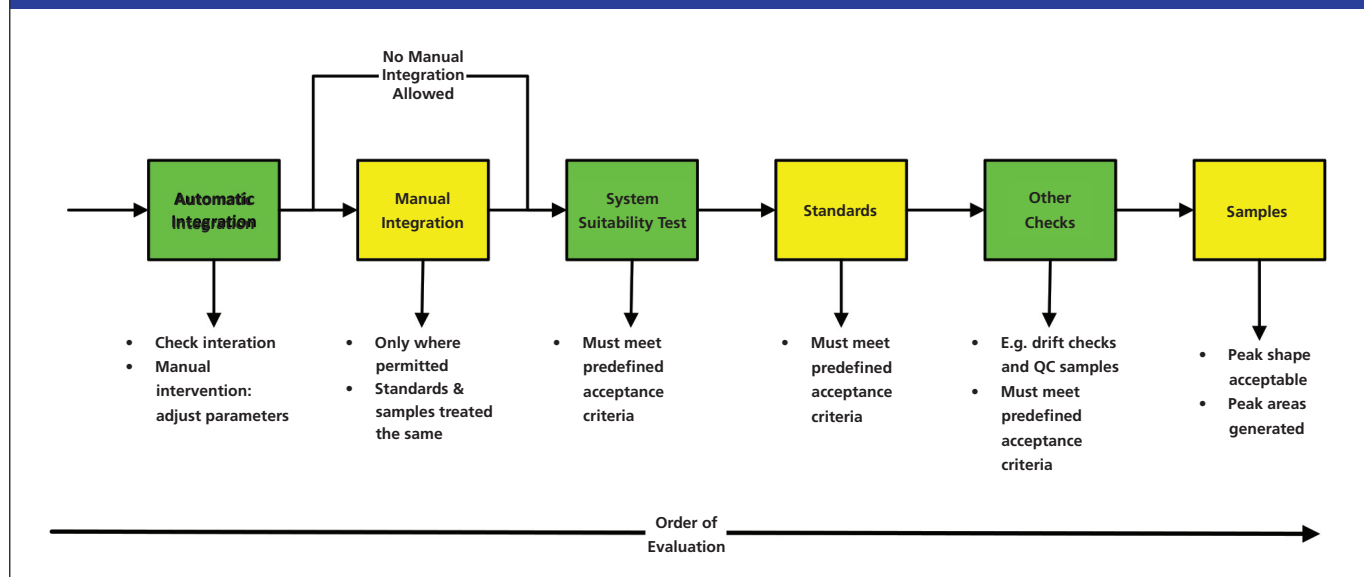 No Manual
Integration
Allowed
Automatic
Integration
Manual
Integration
System
Suitability Test
Standards
Other
Checks
Samples
• Check interation
• Manual
intervention:
adjust parameters
• Only where
permitted
• Standards &
samples treated
the same
• Must meet
predefined
acceptance
criteria
• Must meet
predefined
acceptance
criteria
• E.g. drift checks
and QC samples
• Must meet
predefined
acceptance
criteria
• Peak shape
acceptable
• Peak areas
generated
Order of
Evaluation